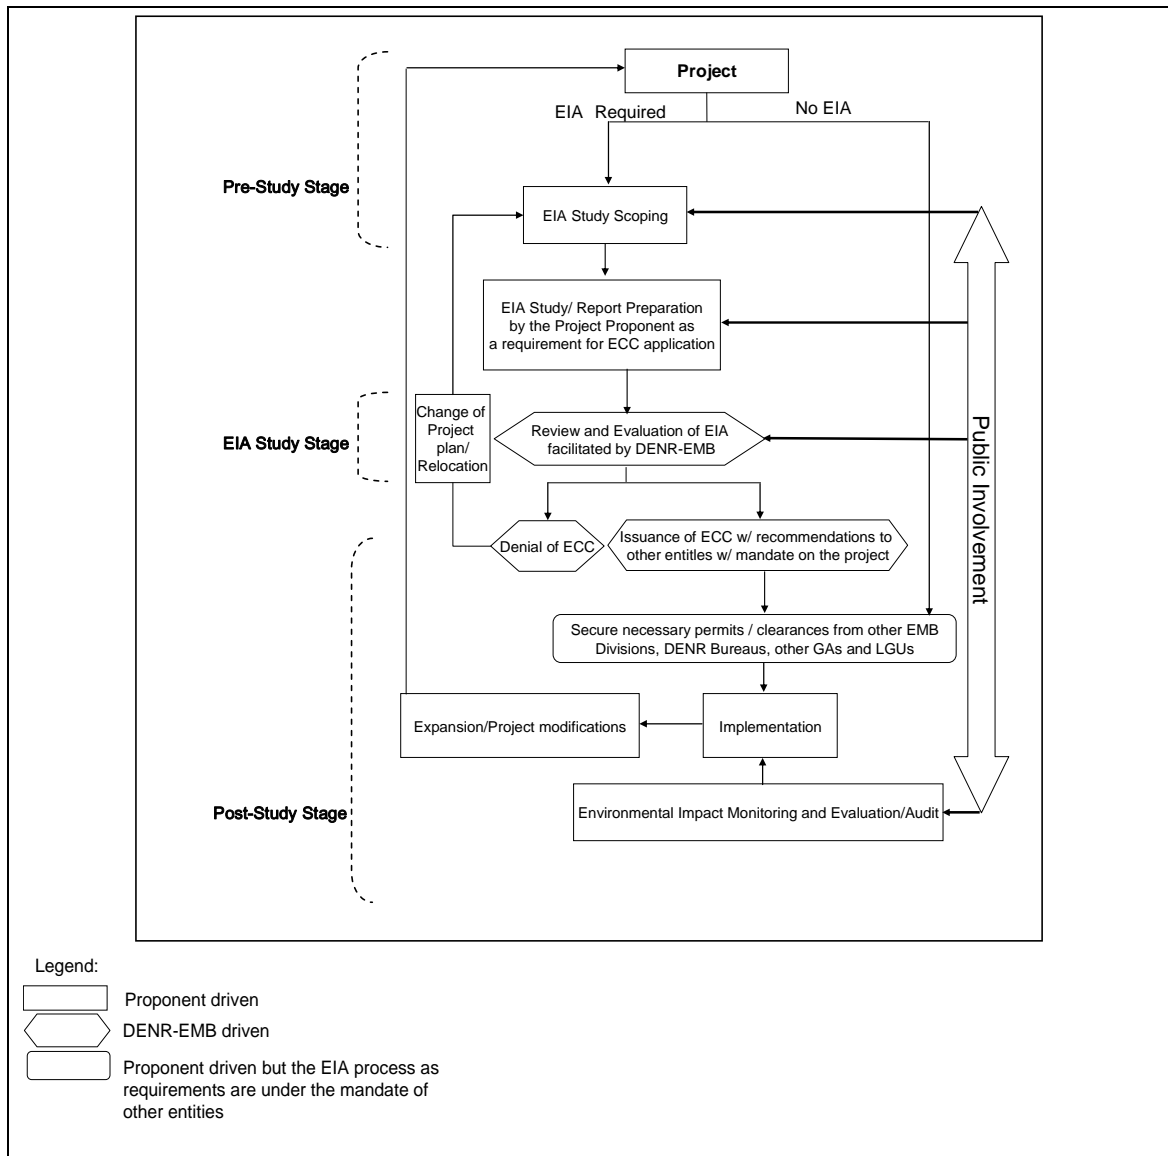 Project
EIA Required
No EIA
Pre-Study Stage
EIA Study Scoping
EIA Study/ Report Preparation
by the Project Proponent as
a requirement for ECC application
Change of
Project
plan/
Relocation
EIA Study Stage
Review and Evaluation of EIA
facilitated by DENR-EMB
Public Involvement
Denial of ECC
Issuance of ECC w/ recommendations to
other entities w/ mandate on the project
Secure necessary permits / clearances from other EMB
Divisions, DENR Bureaus, other GAs and LGUs
Expansion/Project modifications
Implementation
Post-Study Stage
Environmental Impact Monitoring and Evaluation/Audit
Legend:
Proponent driven
DENR-EMB driven
Proponent driven but the EIA process as
requirements are under the mandate of
other entities